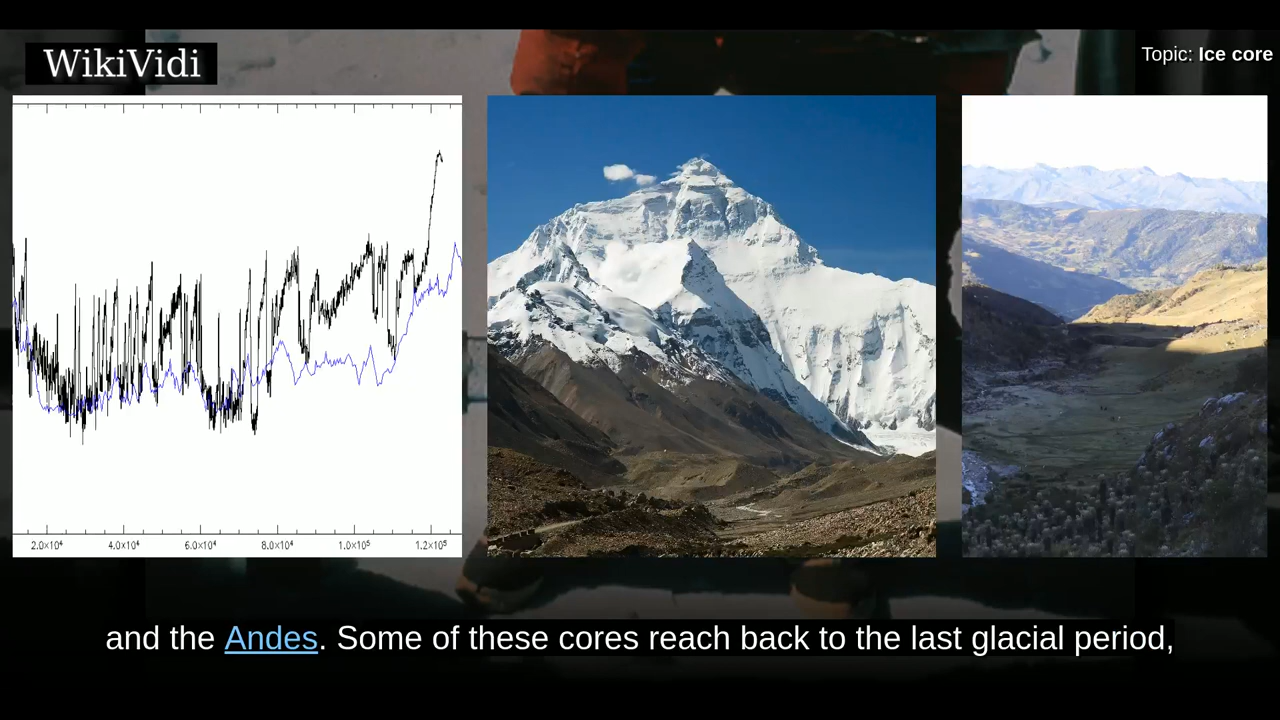 WikiVidi
Topic: Ice core
2.0×10⁴ 4.0×10⁴ 6.0×10⁴ 8.0×10⁴ 1.0×10⁵ 1.2×10⁵
and the Andes. Some of these cores reach back to the last glacial period,